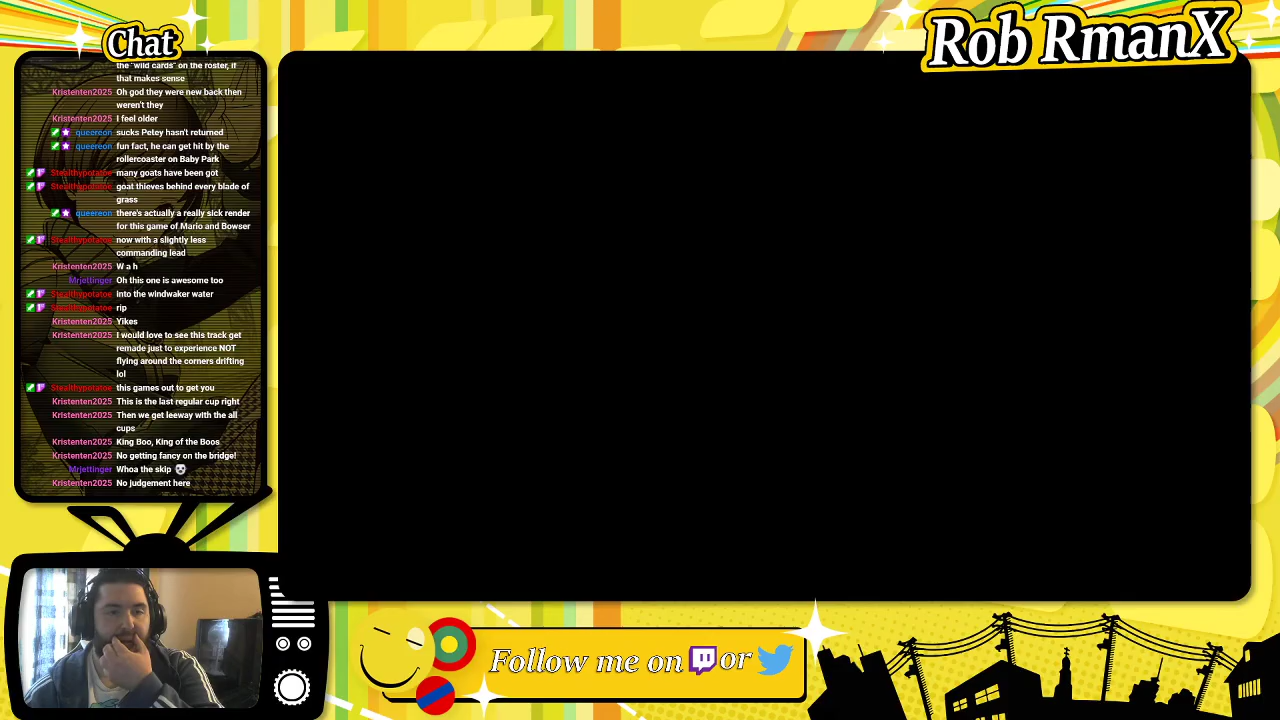 Chat
Rob RmanX
the "wild cards" on the roster, if
that makes sense
Kristenten2025 Oh god they were new back then
weren't they
Kristenten2025 I feel older
queereon sucks Petey hasn't returned
queereon fun fact, he can get hit by the
rollercoaster on Baby Park
Stealthypotatoe many goats have been got
Stealthypotatoe goat thieves behind every blade of
grass
queereon there's actually a really sick render
for this game of Mario and Bowser
Stealthypotatoe now with a slightly less
commanding lead
Kristenten2025 W a h
Mrjettinger Oh this one is awesome too
Stealthypotatoe Into the windwaker water
Stealthypotatoe rip
Kristenten2025 Yikes
Kristenten2025 I would love to see this track get
remade just to experience NOT
flying around the corners drifting
lol
Stealthypotatoe this games out to get you
Kristenten2025 This is the last regular cup right
Kristenten2025 Then we get leeway with the all
cups
Kristenten2025 King Boo, King of the Boos
Kristenten2025 No getting fancy on the bridge!
Mrjettinger Whoa the skip
Kristenten2025 No judgement here
Follow me on or